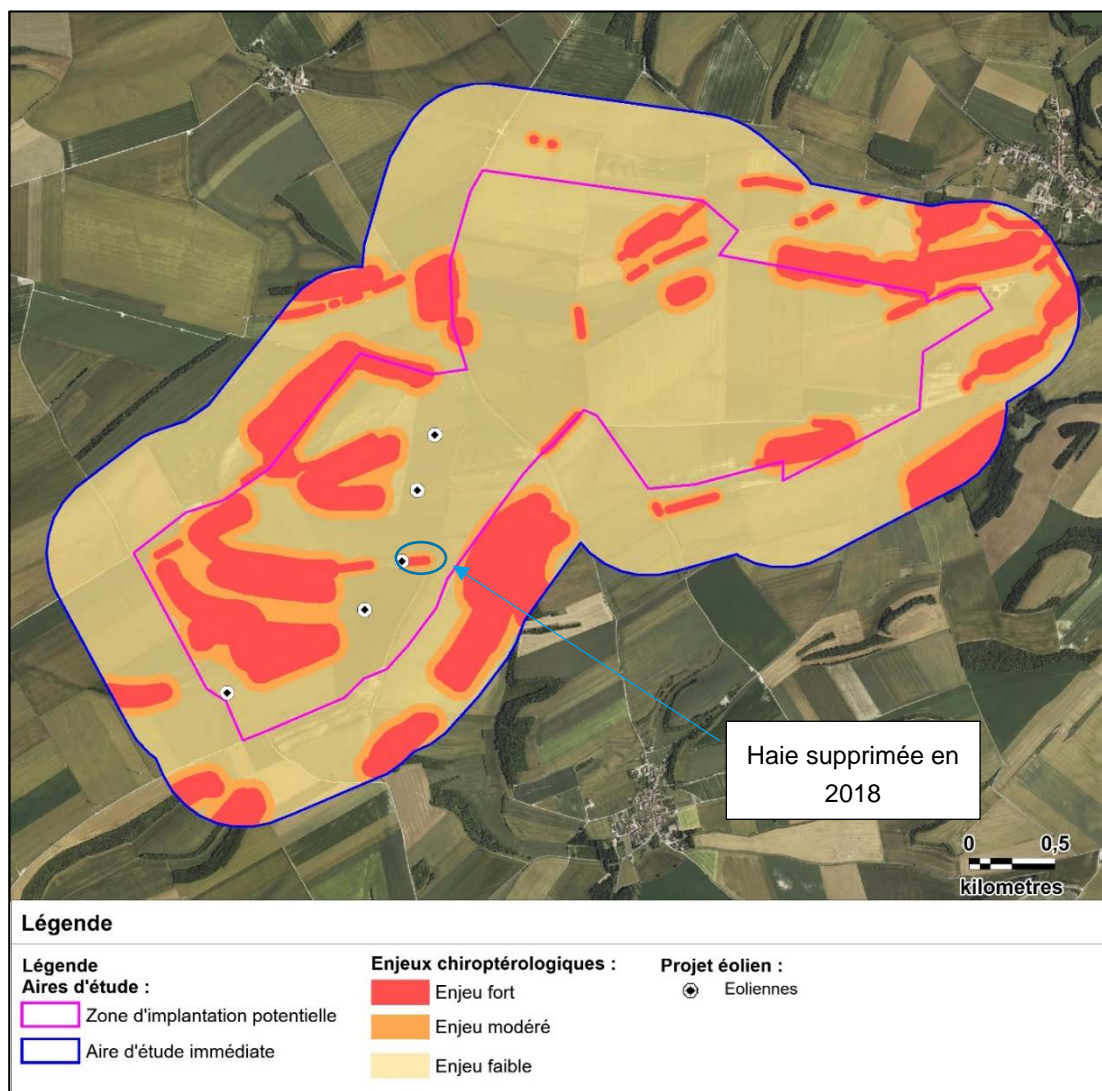 Haie supprimée en
2018
0 0,5
kilometres
Légende
Légende
Aires d'étude :
Zone d'implantation potentielle
Aire d'étude immédiate
Enjeux chiroptérologiques :
Enjeu fort
Enjeu modéré
Enjeu faible
Projet éolien :
Eoliennes